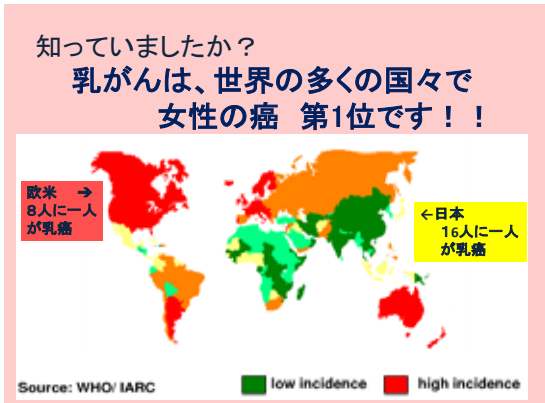 知っていましたか？
乳がんは、世界の多くの国々で
女性の癌　第1位です！！
欧米　→
８人に一人
が乳癌
←日本
16人に一人
が乳癌
Source: WHO/ IARC
low incidence
high incidence